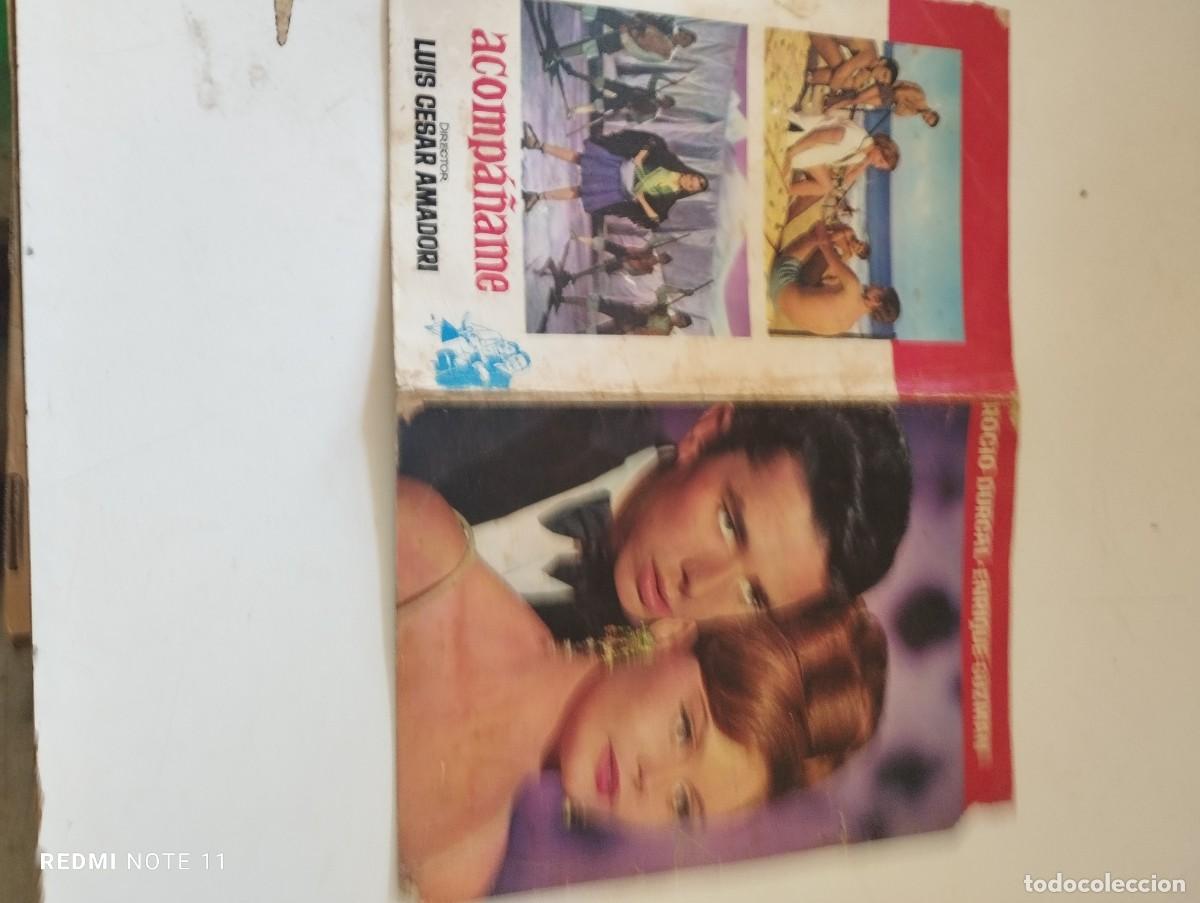 acompáñame
DIRECTOR
LUIS CESAR AMADORI
ROCIO DURCAL - ENRIQUE GUZMAN
REDMI NOTE 11
todocoleccion